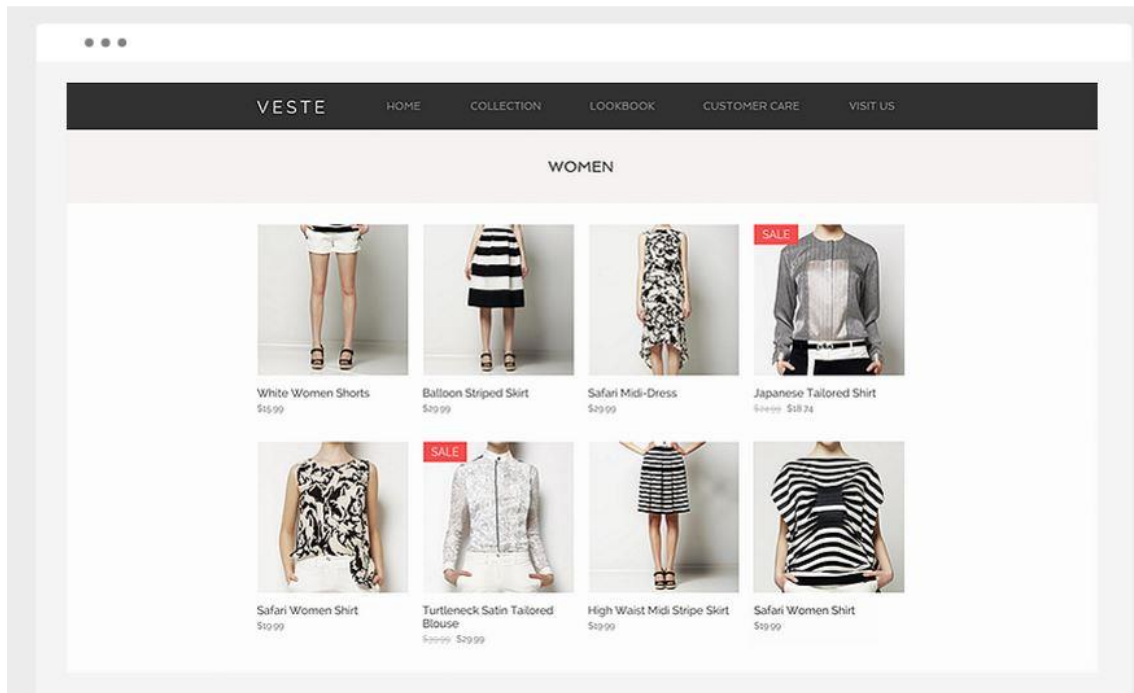 VESTE HOME COLLECTION LOOKBOOK CUSTOMER CARE VISIT US
WOMEN
SALE
White Women Shorts
$15.99
Balloon Striped Skirt
$29.99
Safari Midi-Dress
$29.99
Japanese Tailored Shirt
$24.99 $18.74
SALE
Safari Women Shirt
$19.99
Turtleneck Satin Tailored
Blouse
$29.99
High Waist Midi Stripe Skirt
$19.99
Safari Women Shirt
$19.99